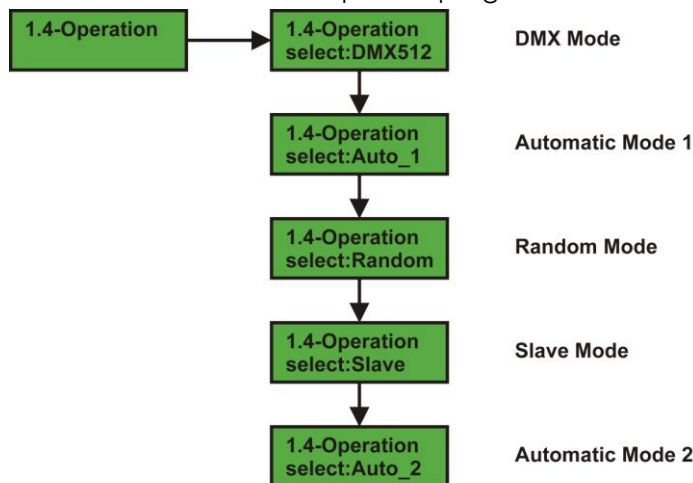 1.4-Operation
1.4-Operation
select:DMX512
DMX Mode
1.4-Operation
select:Auto_1
Automatic Mode 1
1.4-Operation
select:Random
Random Mode
1.4-Operation
select:Slave
Slave Mode
1.4-Operation
select:Auto_2
Automatic Mode 2